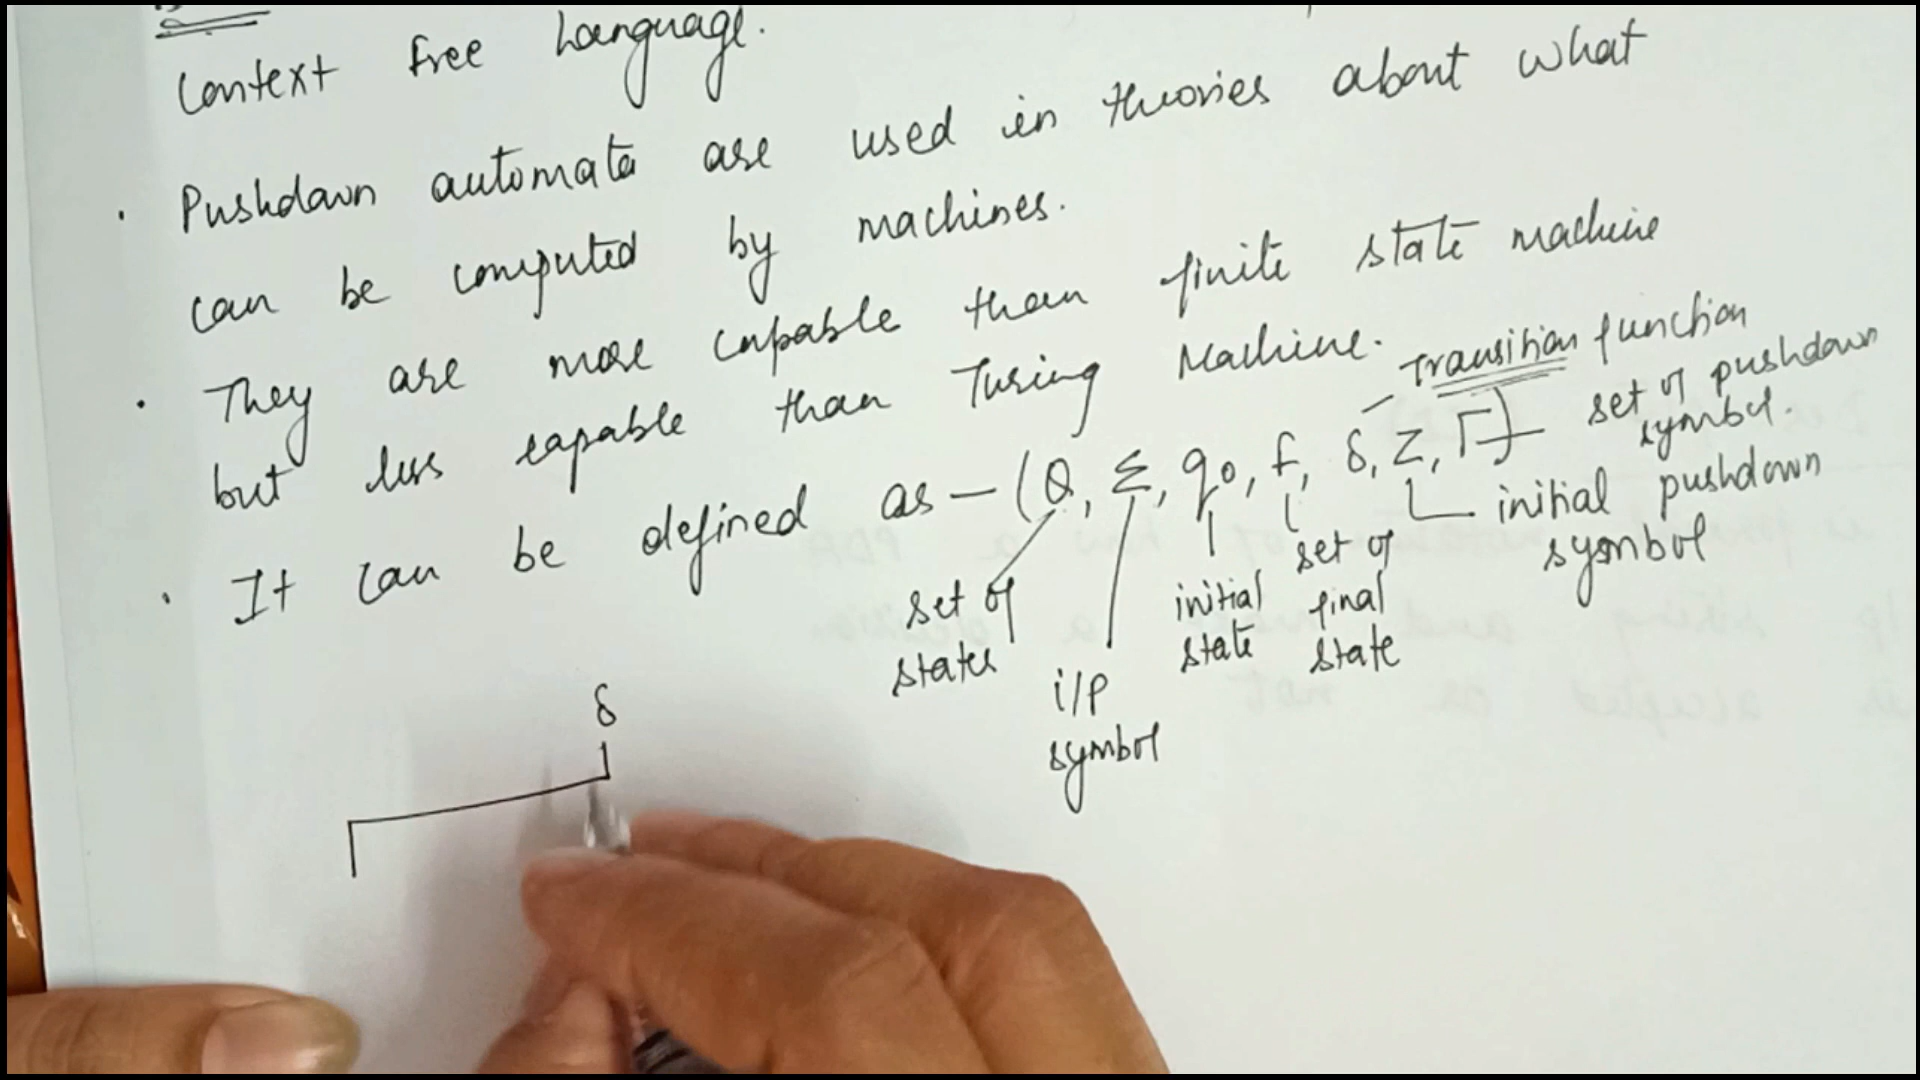 Context free Language.
• Pushdown automata are used in theories about what
can be computed by machines.
• They are more capable than finite state machine
but less capable than Turing Machine.
• It can be defined as – (Q, Σ, q0, f, δ, Z, Γ)
Transition function
set of pushdown
symbol.
initial pushdown
symbol
set of
states
i/p
symbol
initial
state
set of
final
state
δ